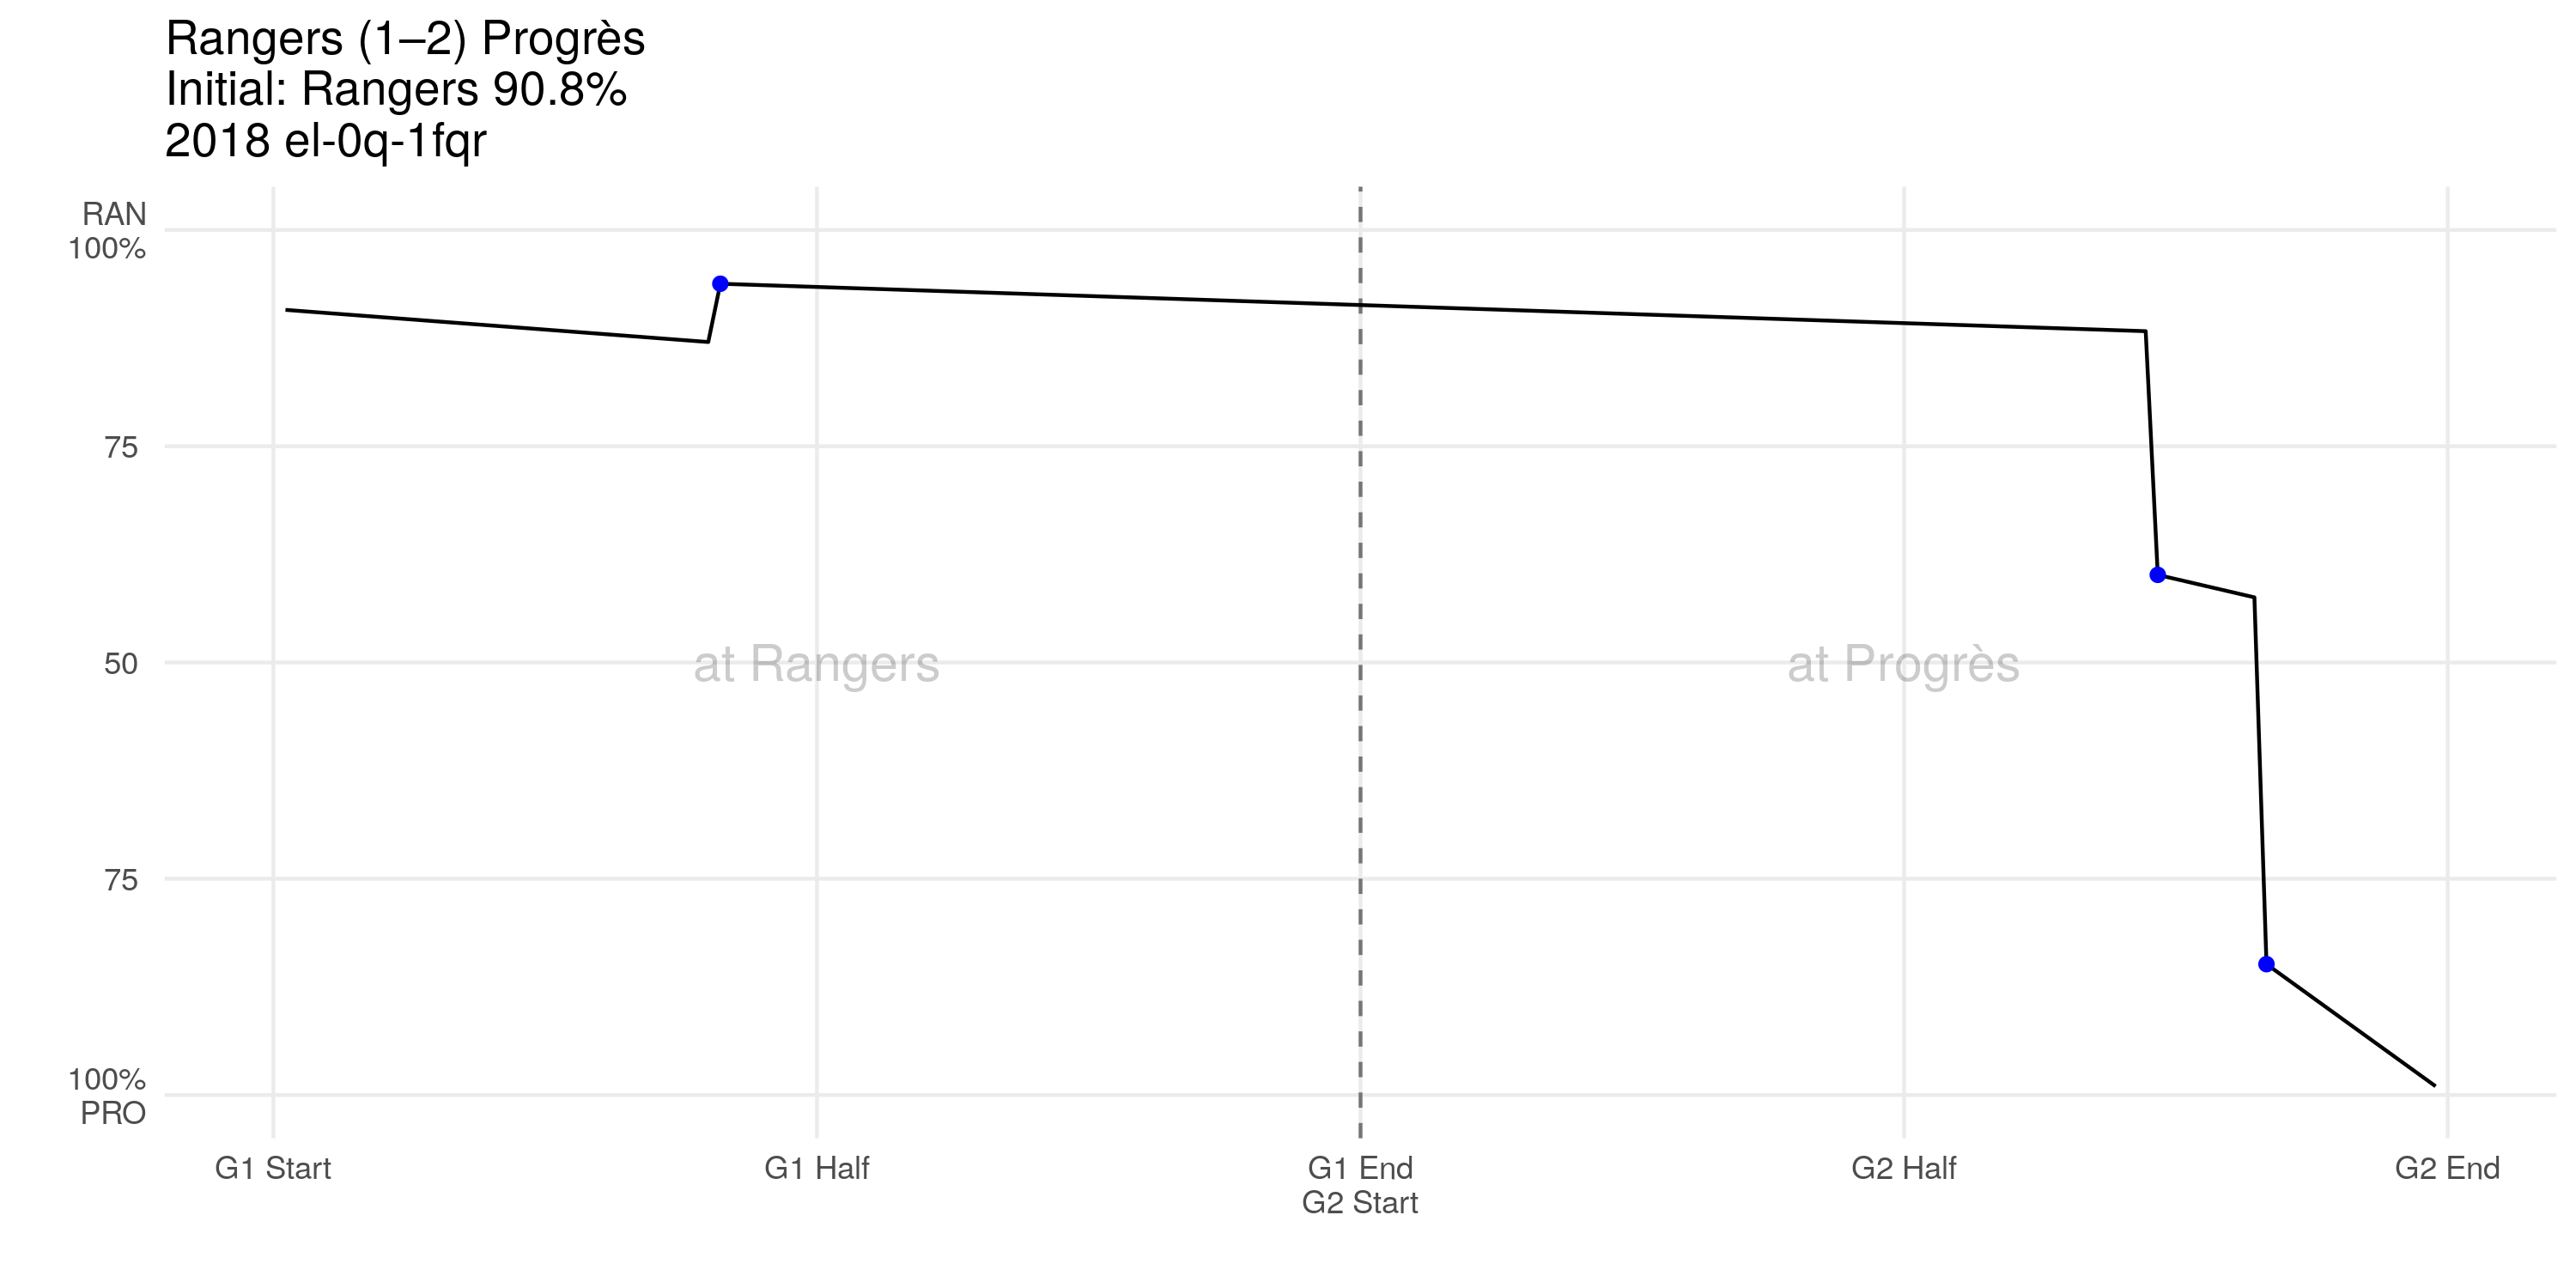 Rangers (1–2) Progrès
Initial: Rangers 90.8%
2018 el-0q-1fqr
RAN
100%
75
50
75
100%
PRO
at Rangers
at Progrès
G1 Start
G1 Half
G1 End
G2 Start
G2 Half
G2 End